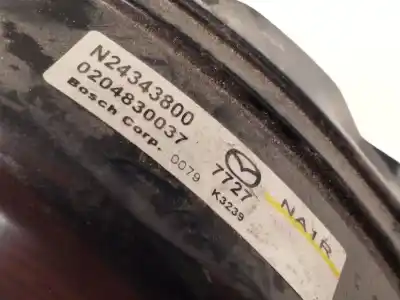 N24343800
0204830037
Bosch Corp. 0079
7727
K3239
NA1R